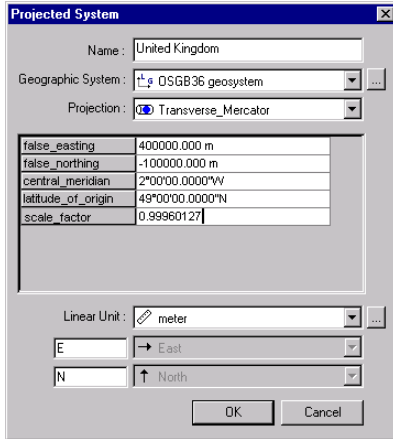 Projected System
Name : United Kingdom
Geographic System : OSGB36 geosystem ...
Projection : Transverse_Mercator
false_easting 400000.000 m
false_northing -100000.000 m
central_meridian 2°00'00.0000"W
latitude_of_origin 49°00'00.0000"N
scale_factor 0.99960127
Linear Unit : meter ...
E East
N North
OK Cancel